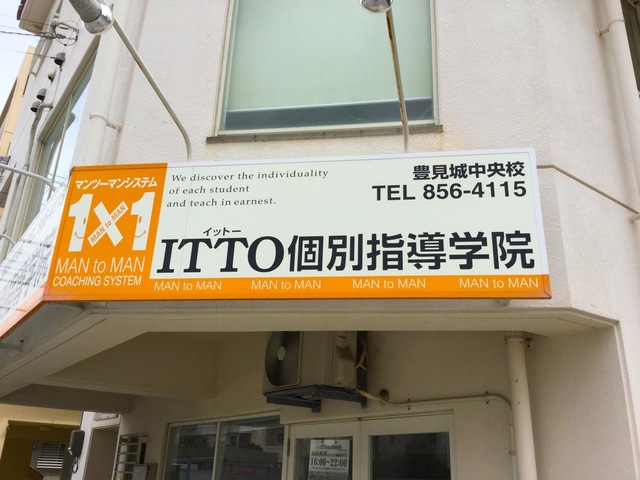 マンツーマンシステム
1×1
MAN to MAN
MAN to MAN
COACHING SYSTEM
We discover the individuality
of each student
and teach in earnest.
豊見城中央校
TEL 856-4115
イットー
ITTO個別指導学院
MAN to MAN MAN to MAN MAN to MAN MAN to MAN
16:00~22:00